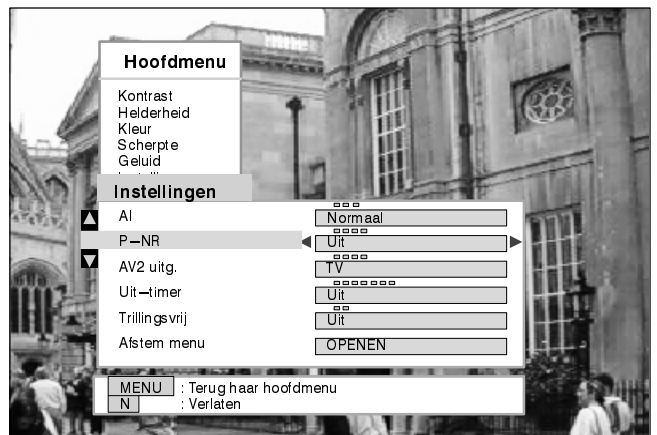 Hoofdmenu
Kontrast
Helderheid
Kleur
Scherpte
Geluid
Instellingen
AI Normaal
P–NR Uit
AV2 uitg. TV
Uit–timer Uit
Trillingsvrij Uit
Afstem menu OPENEN
MENU : Terug haar hoofdmenu
N : Verlaten